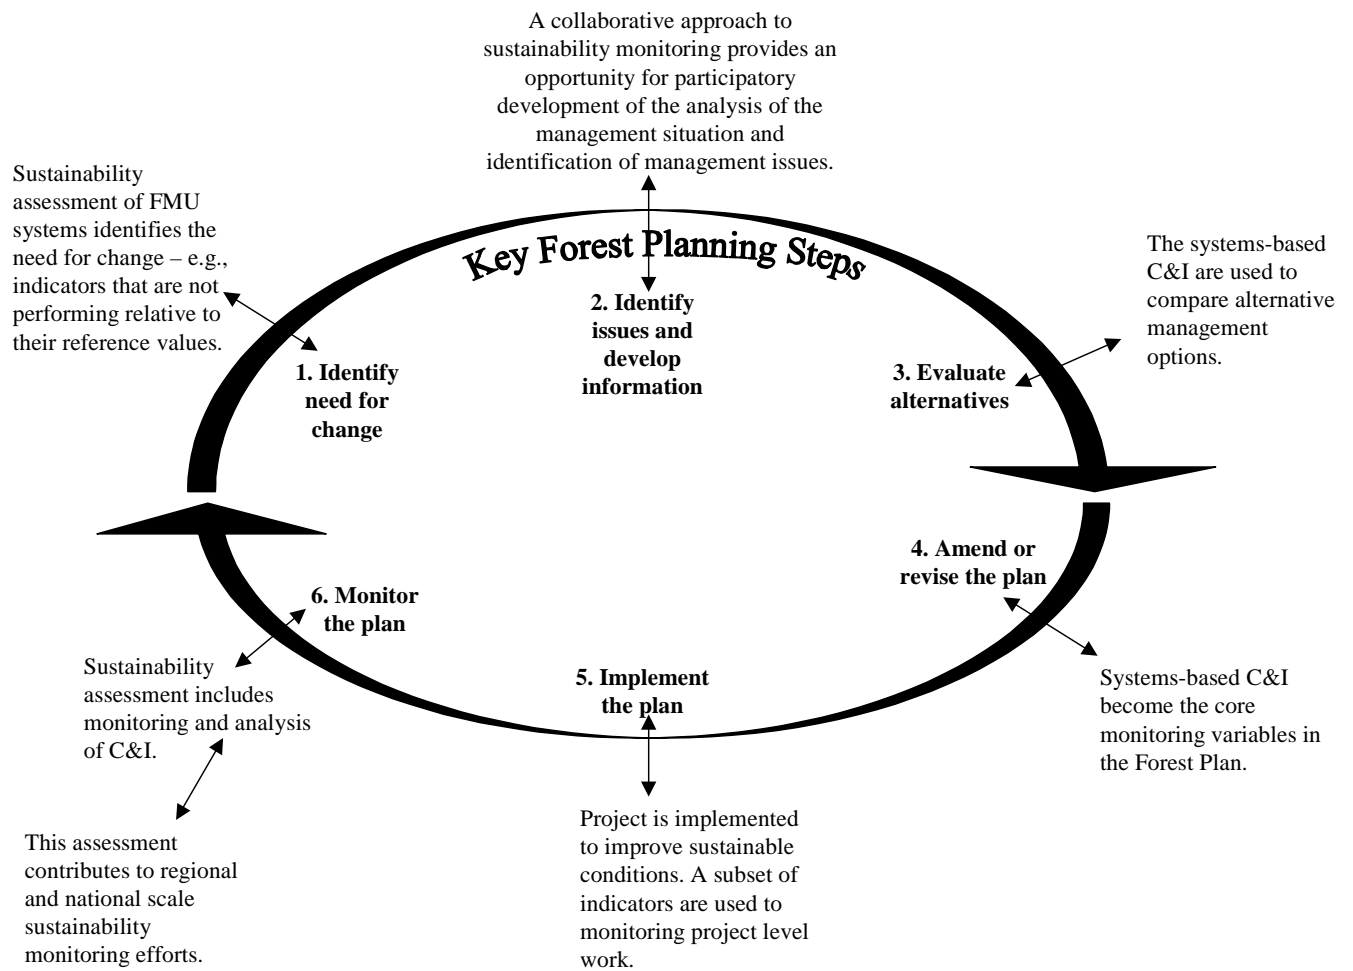 A collaborative approach to
sustainability monitoring provides an
opportunity for participatory
development of the analysis of the
management situation and
identification of management issues.
Sustainability
assessment of FMU
systems identifies the
need for change – e.g.,
indicators that are not
performing relative to
their reference values.
Key Forest Planning Steps
The systems-based
C&I are used to
compare alternative
management
options.
1. Identify
need for
change
2. Identify
issues and
develop
information
3. Evaluate
alternatives
4. Amend or
revise the plan
Systems-based C&I
become the core
monitoring variables in
the Forest Plan.
5. Implement
the plan
Project is implemented
to improve sustainable
conditions. A subset of
indicators are used to
monitoring project level
work.
6. Monitor
the plan
Sustainability
assessment includes
monitoring and analysis
of C&I.
This assessment
contributes to regional
and national scale
sustainability
monitoring efforts.